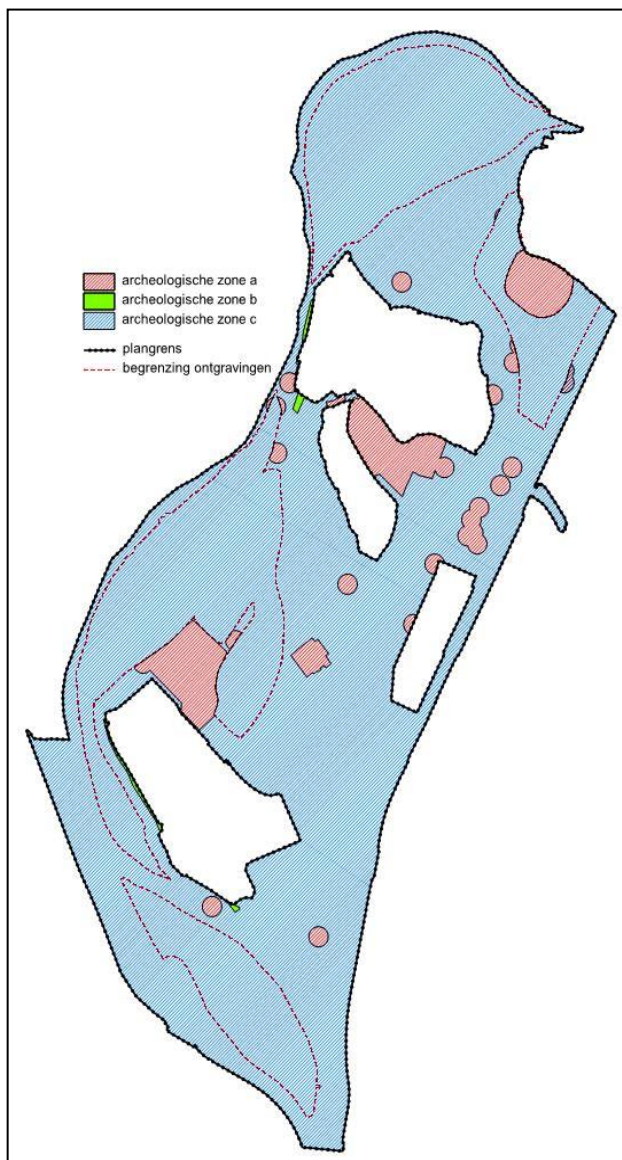 archeologische zone a
archeologische zone b
archeologische zone c
plangrens
begrenzing ontgravingen